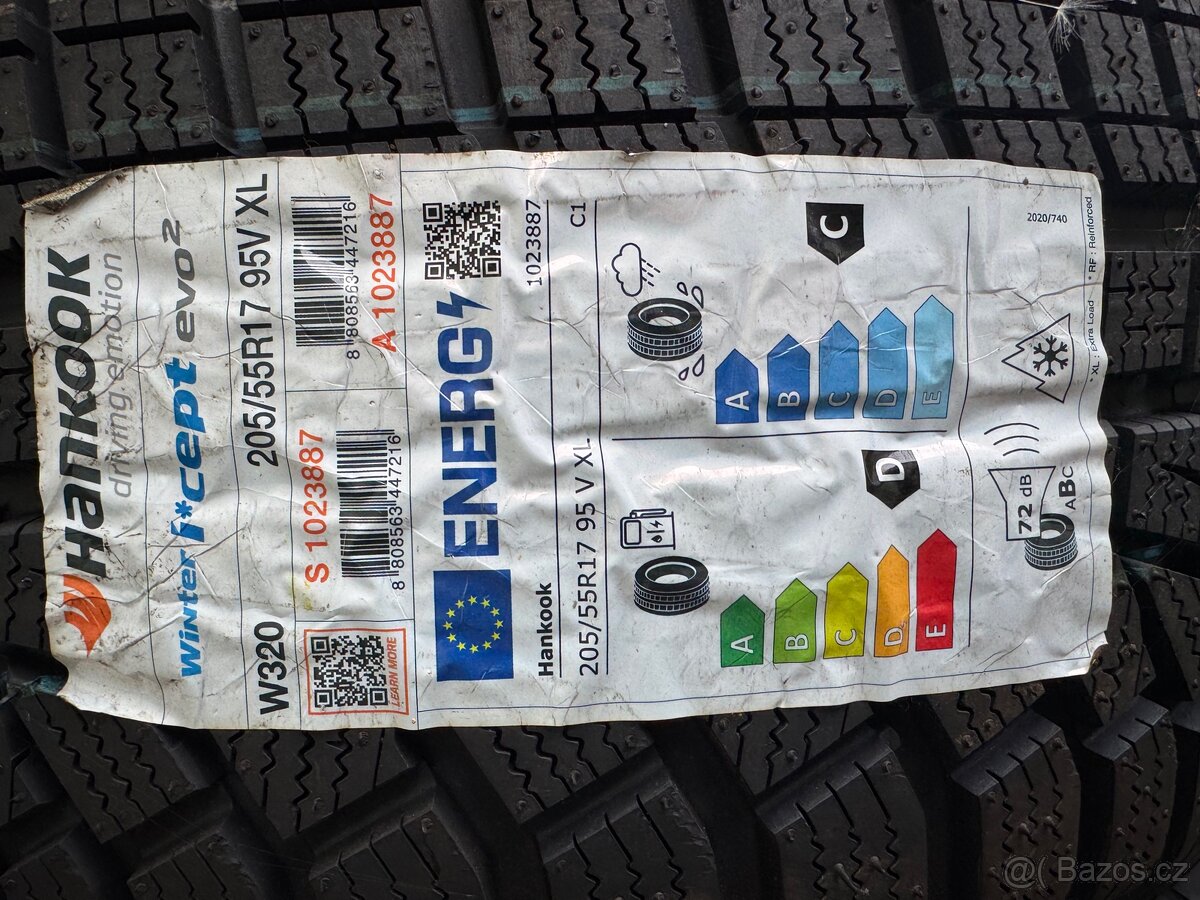 Hankook
driving emotion
Winter i*cept evo²
205/55R17 95V XL
W320
S 1023887
8 808563 447216
A 1023887
8 808563 447216
LEARN MORE
ENERG
Hankook
1023887
205/55R17 95 V XL
C1
A
B
C
D
E
D
A
B
C
D
E
C
72 dB
ABC
2020/740
* XL : Extra Load * RF : Reinforced
@( Bazos.cz